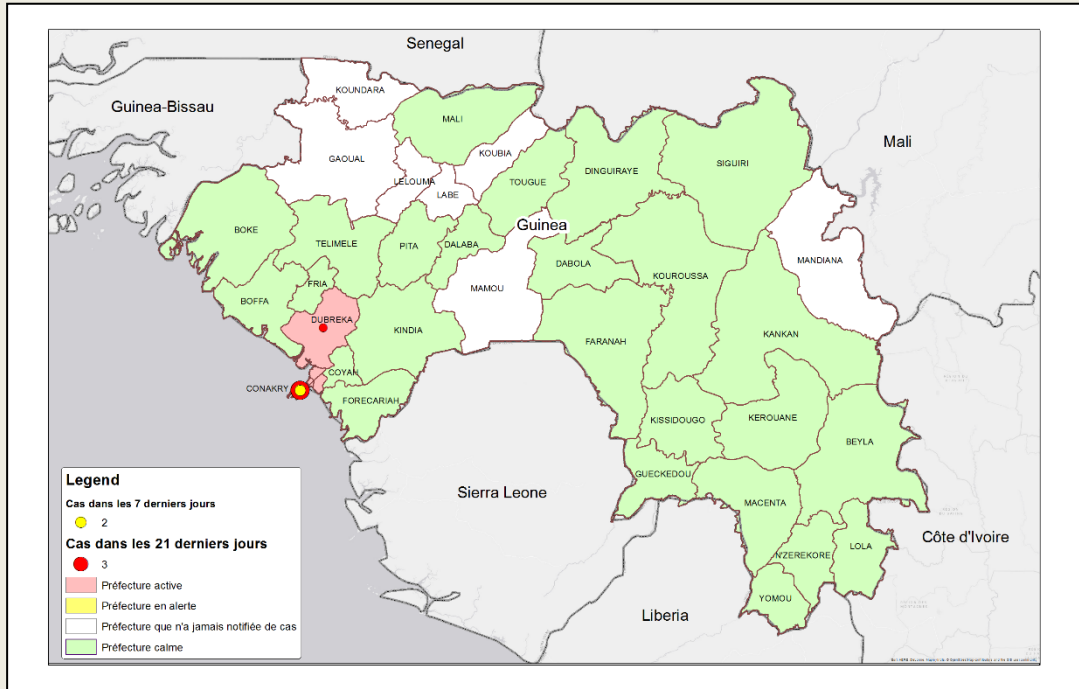 Senegal
KOUNDARA
Guinea-Bissau
MALI
Mali
KOUBIA
GAOUAL
SIGUIRI
DINGUIRAYE
LELOUMA
TOUGUE
LABE
Guinea
BOKE
TELIMELE
PITA
DALABA
MANDIANA
DABOLA
KOUROUSSA
FRIA
MAMOU
BOFFA
DUBREKA
KINDIA
KANKAN
FARANAH
COYAH
CONAKRY
FORECARIAH
KISSIDOUGO
KEROUANE
BEYLA
GUECKEDOU
Sierra Leone
MACENTA
Côte d'Ivoire
N'ZEREKORE
LOLA
YOMOU
Liberia
Legend
Cas dans les 7 derniers jours
2
Cas dans les 21 derniers jours
3
Préfecture active
Préfecture en alerte
Préfecture que n'a jamais notifiée de cas
Préfecture calme